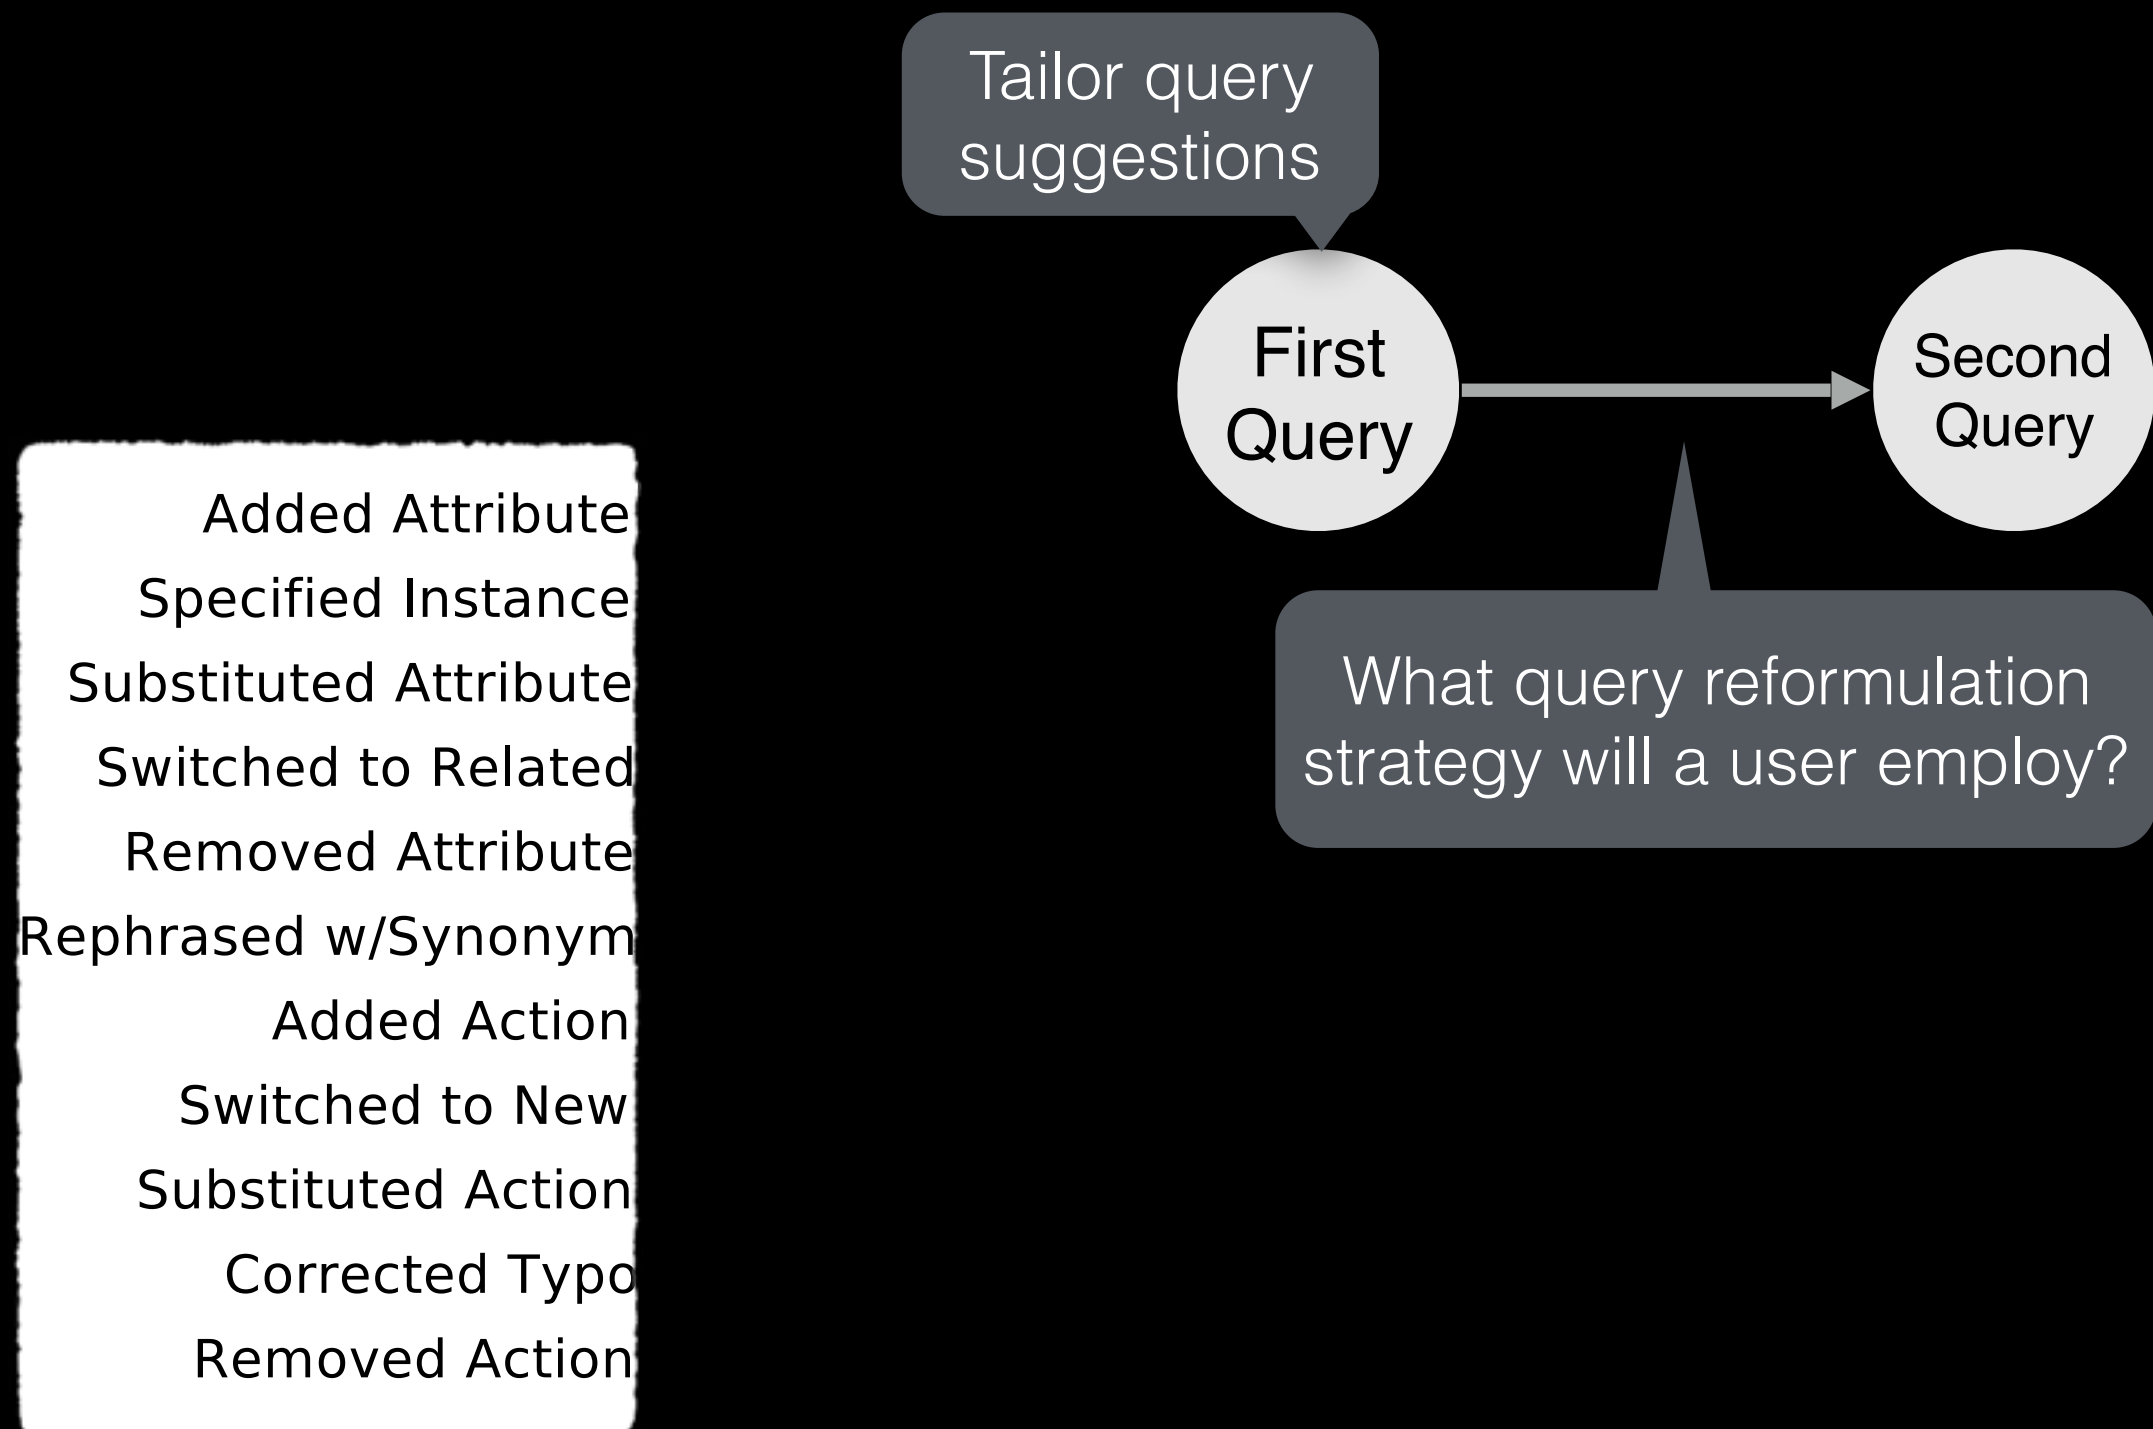 Tailor query
suggestions
First
Query
Second
Query
What query reformulation
strategy will a user employ?
Added Attribute
Specified Instance
Substituted Attribute
Switched to Related
Removed Attribute
Rephrased w/Synonym
Added Action
Switched to New
Substituted Action
Corrected Typo
Removed Action